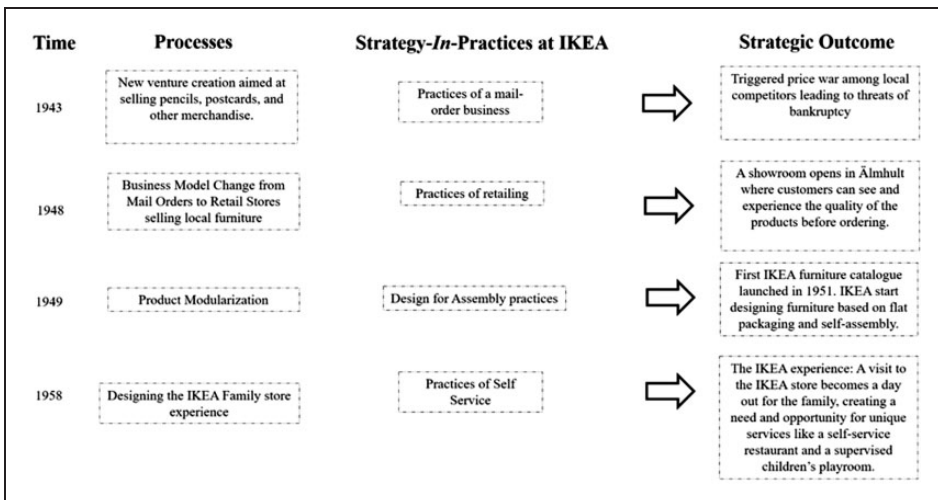 Time
Processes
Strategy-In-Practices at IKEA
Strategic Outcome
1943
New venture creation aimed at
selling pencils, postcards, and
other merchandise.
Practices of a mail-
order business
Triggered price war among local
competitors leading to threats of
bankruptcy
1948
Business Model Change from
Mail Orders to Retail Stores
selling local furniture
Practices of retailing
A showroom opens in Älmhult
where customers can see and
experience the quality of the
products before ordering.
1949
Product Modularization
Design for Assembly practices
First IKEA furniture catalogue
launched in 1951. IKEA start
designing furniture based on flat
packaging and self-assembly.
1958
Designing the IKEA Family store
experience
Practices of Self
Service
The IKEA experience: A visit to
the IKEA store becomes a day
out for the family, creating a
need and opportunity for unique
services like a self-service
restaurant and a supervised
children's playroom.